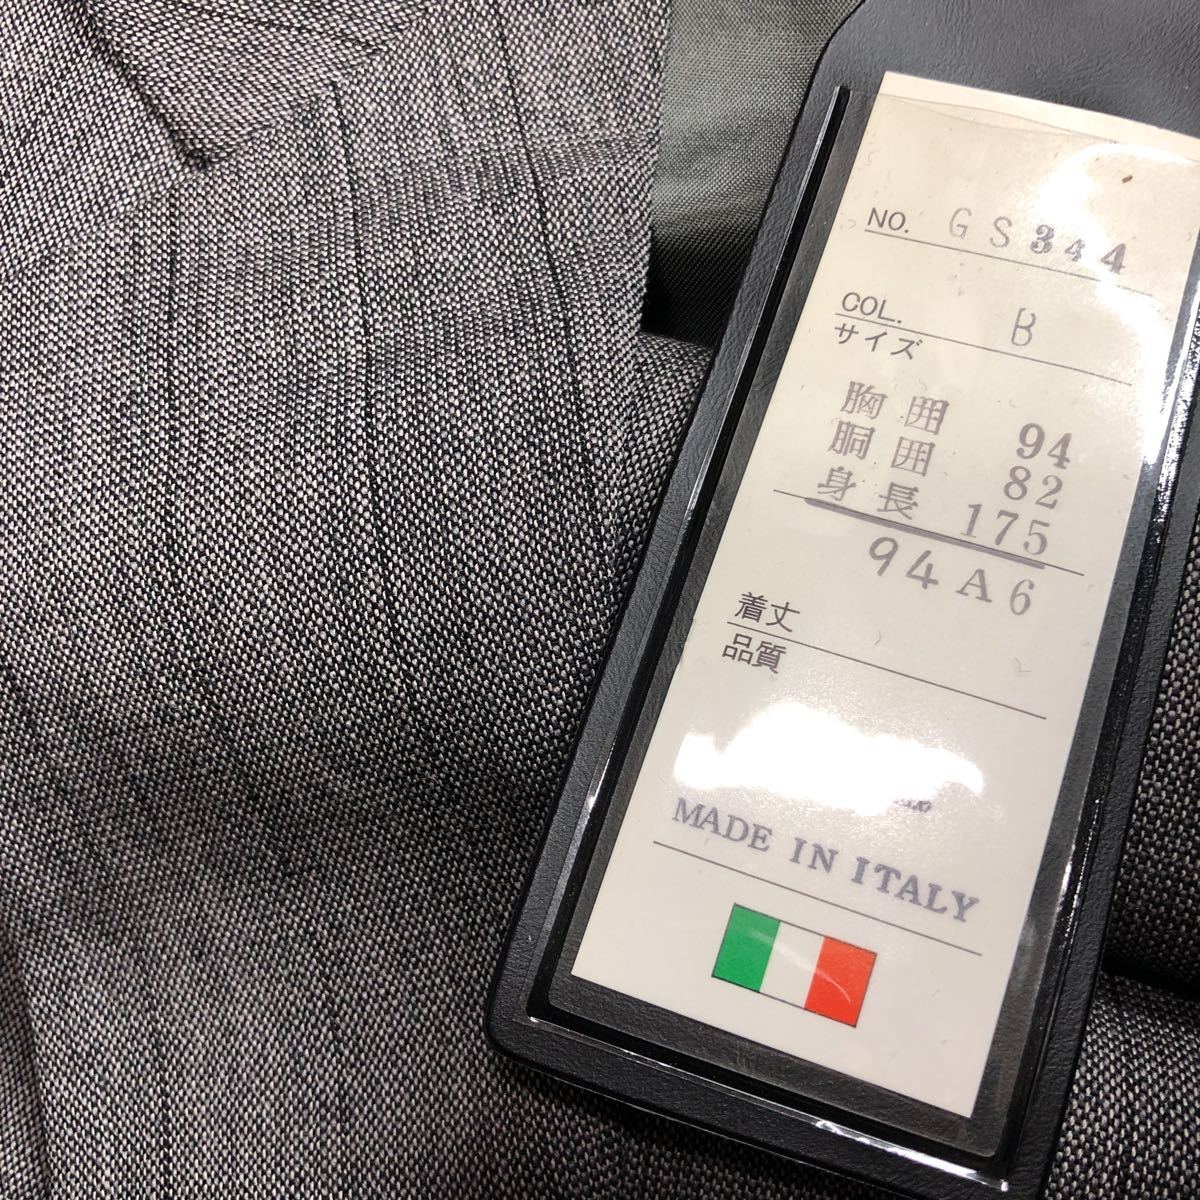 NO. GS344
COL. B
サイズ
胸囲 94
胴囲 82
身長 175
94A6
着丈
品質
MADE IN ITALY